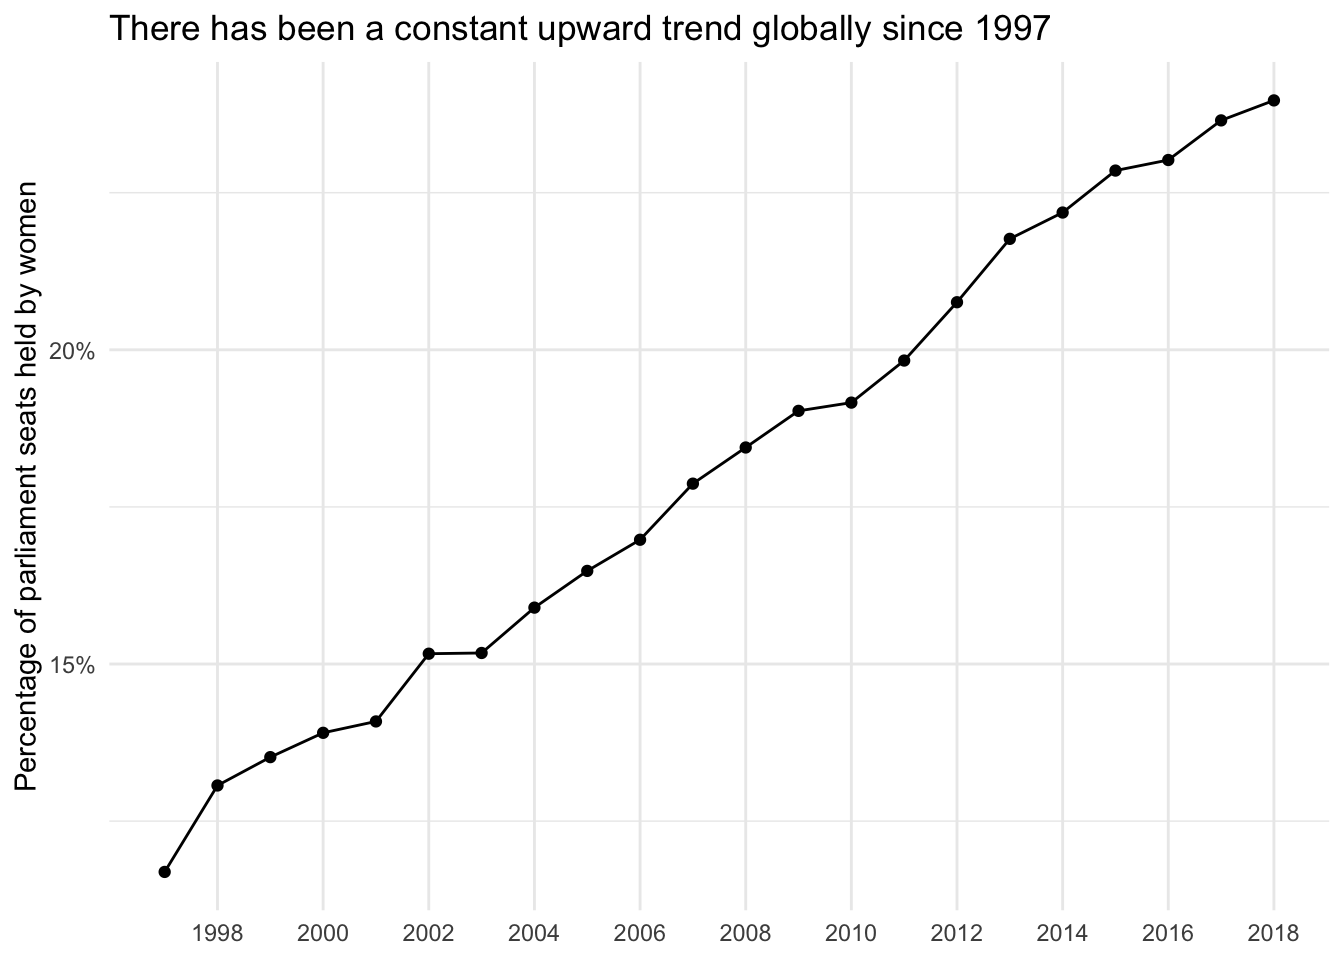 There has been a constant upward trend globally since 1997
Percentage of parliament seats held by women
20%
15%
1998 2000 2002 2004 2006 2008 2010 2012 2014 2016 2018